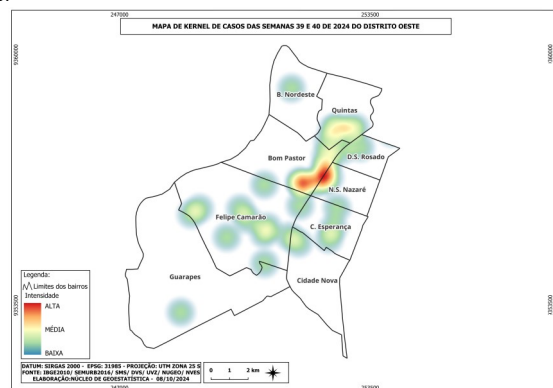 247000
253500
MAPA DE KERNEL DE CASOS DAS SEMANAS 39 E 40 DE 2024 DO DISTRITO OESTE
9360000
9360000
B. Nordeste
Quintas
Bom Pastor
D.S. Rosado
N.S. Nazaré
Felipe Camarão
C. Esperança
Guarapes
Cidade Nova
Legenda:
Limites dos bairros
Intensidade
ALTA
MÉDIA
BAIXA
9353500
9353500
DATUM: SIRGAS 2000 - EPSG: 31985 - PROJEÇÃO: UTM ZONA 25 S
FONTE: IBGE2010/ SEMURB2016/ SMS/ DVS/ UVZ/ NUGEO/ NVES
ELABORAÇÃO:NÚCLEO DE GEOESTATÍSTICA - 08/10/2024
0 1 2 km
253500